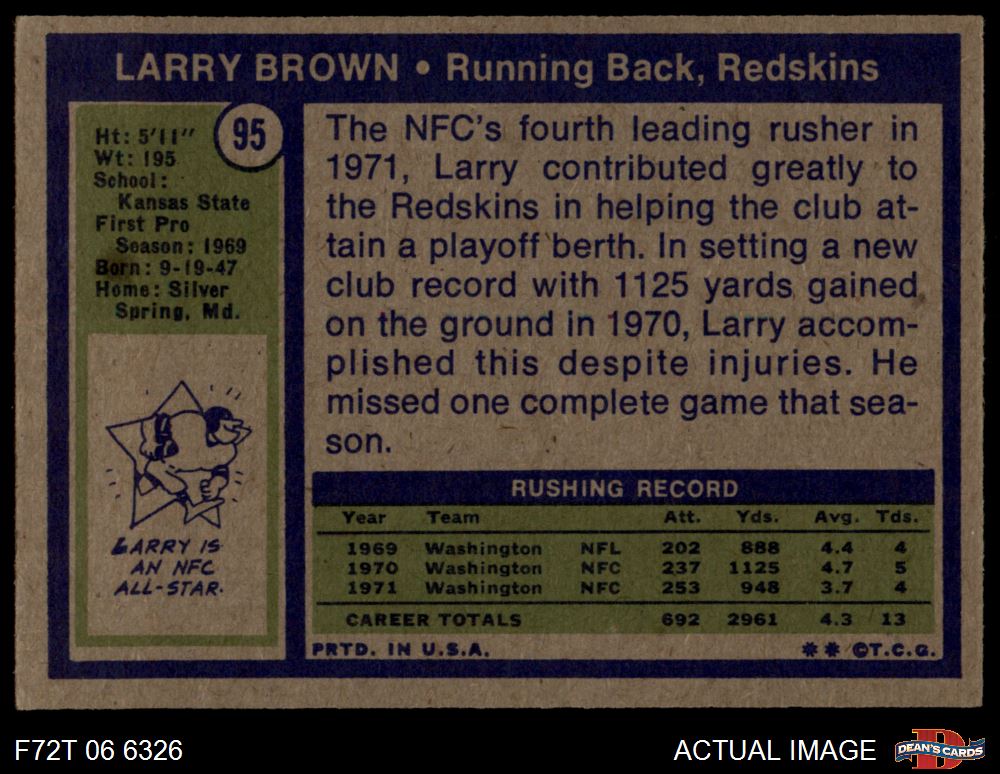 LARRY BROWN • Running Back, Redskins
95
Ht: 5'11"
Wt: 195
School:
Kansas State
First Pro
Season: 1969
Born: 9-19-47
Home: Silver
Spring, Md.
LARRY IS
AN NFC
ALL-STAR.
The NFC's fourth leading rusher in
1971, Larry contributed greatly to
the Redskins in helping the club at-
tain a playoff berth. In setting a new
club record with 1125 yards gained
on the ground in 1970, Larry accom-
plished this despite injuries. He
missed one complete game that sea-
son.
RUSHING RECORD
Year Team Att. Yds. Avg. Tds.
1969 Washington NFL 202 888 4.4 4
1970 Washington NFC 237 1125 4.7 5
1971 Washington NFC 253 948 3.7 4
CAREER TOTALS 692 2961 4.3 13
PRTD. IN U.S.A. ** ©T.C.G.
F72T 06 6326
ACTUAL IMAGE
D
DEAN'S CARDS